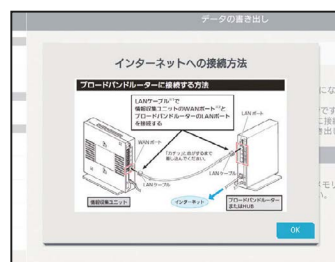 データの書き出し
インターネットへの接続方法
ブロードバンドルーターに接続する方法
LANケーブル*1で
情報収集ユニットのWANポート*2と
ブロードバンドルーターのLANポート
を接続する
LANポート
WANポート
「カチッ」と音がするまで
差し込んでください。
LANケーブル
LANケーブル
情報収集ユニット
インターネット
ブロードバンドルーター
またはHUB
OK